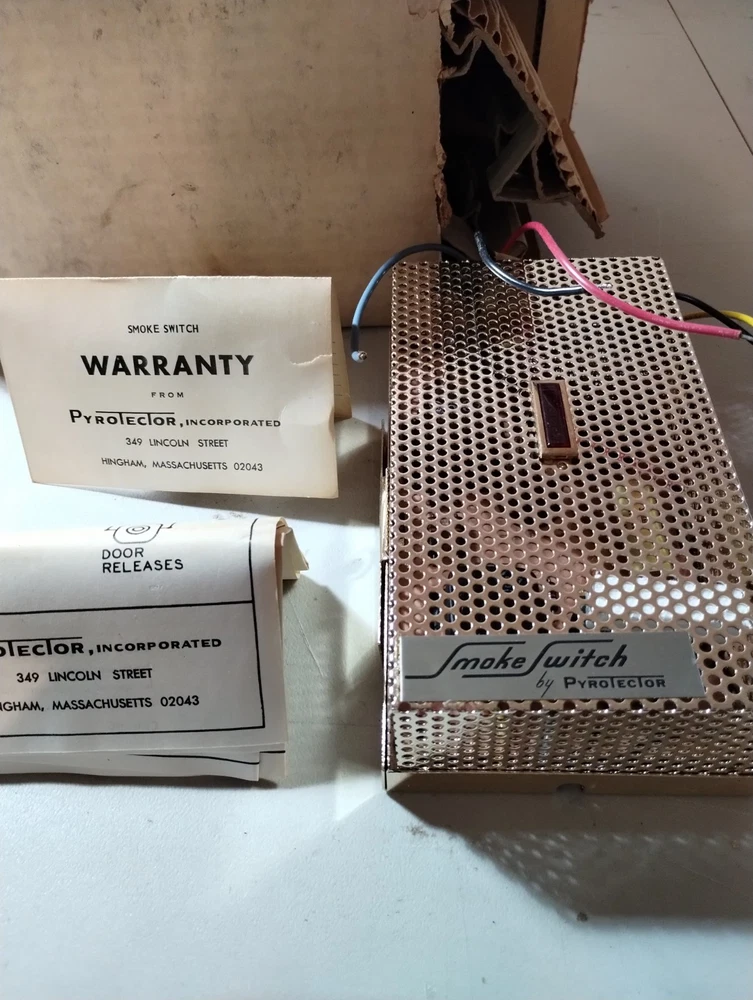 SMOKE SWITCH
WARRANTY
FROM
PYROTECTOR, INCORPORATED
349 LINCOLN STREET
HINGHAM, MASSACHUSETTS 02043
DOOR
RELEASES
OTECTOR, INCORPORATED
349 LINCOLN STREET
NGHAM, MASSACHUSETTS 02043
Smoke Switch
by PYROTECTOR